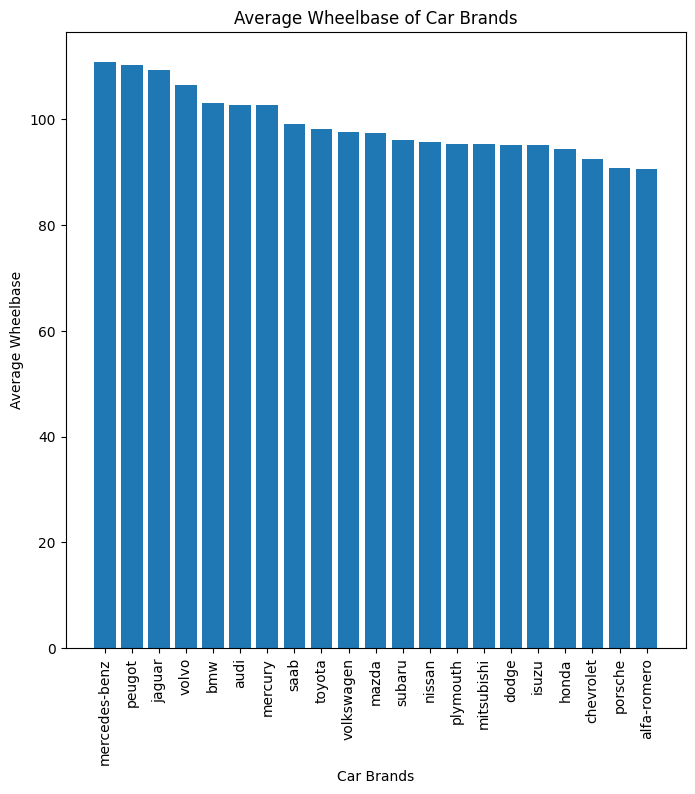 Average Wheelbase of Car Brands
Average Wheelbase
100
80
60
40
20
0
mercedes-benz
peugot
jaguar
volvo
bmw
audi
mercury
saab
toyota
volkswagen
mazda
subaru
nissan
plymouth
mitsubishi
dodge
isuzu
honda
chevrolet
porsche
alfa-romero
Car Brands